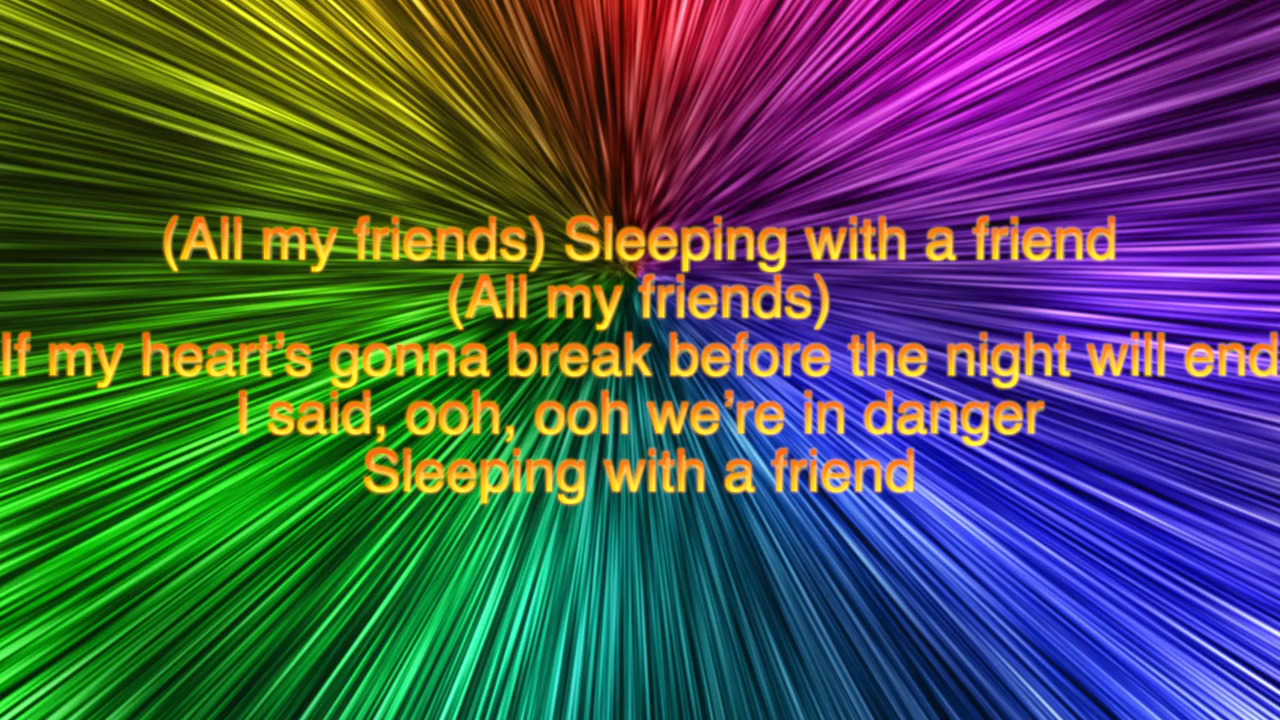 (All my friends) Sleeping with a friend
(All my friends)
If my heart’s gonna break before the night will end
I said, ooh, ooh we’re in danger
Sleeping with a friend